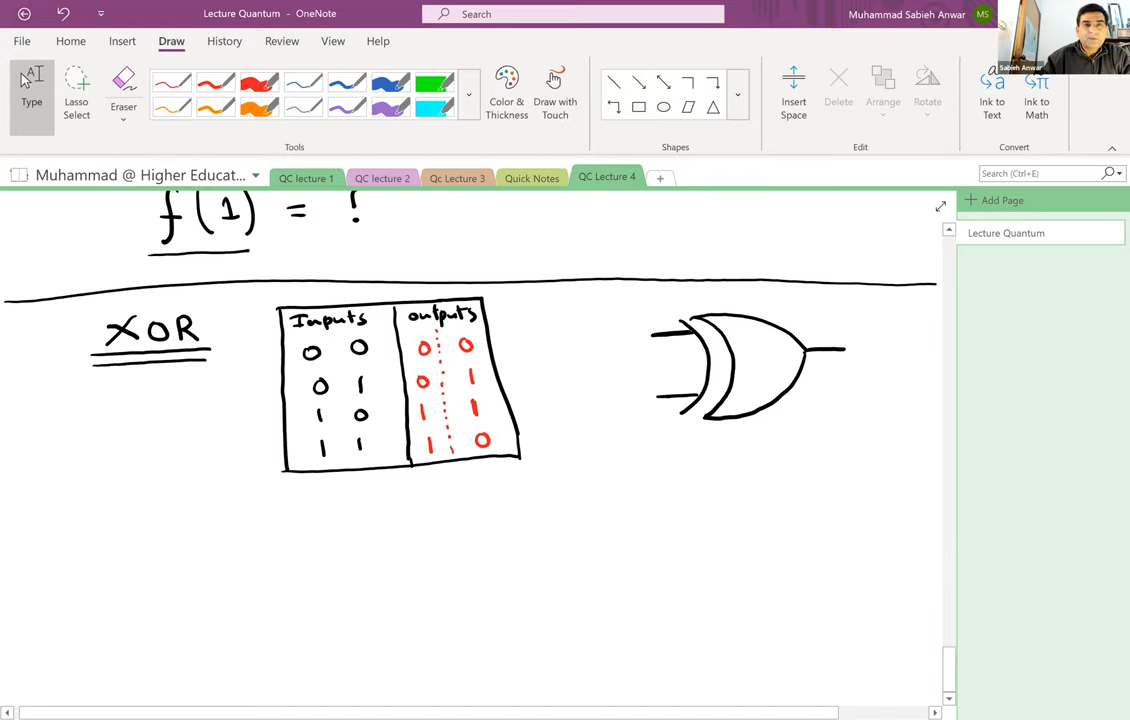 Lecture Quantum - OneNote
Search
Muhammad Sabieh Anwar
MS
Sabieh Anwar
File
Home
Insert
Draw
History
Review
View
Help
Type
Lasso Select
Eraser
Color & Thickness
Draw with Touch
Insert Space
Delete
Arrange
Rotate
Ink to Text
Ink to Math
Tools
Shapes
Edit
Convert
Muhammad @ Higher Educat...
QC lecture 1
QC lecture 2
Qc Lecture 3
Quick Notes
QC Lecture 4
Search (Ctrl+E)
Add Page
Lecture Quantum
f(1) = !
XOR
Inputs outputs
0 0 0 0
0 1 0 1
1 0 1 1
1 1 1 0